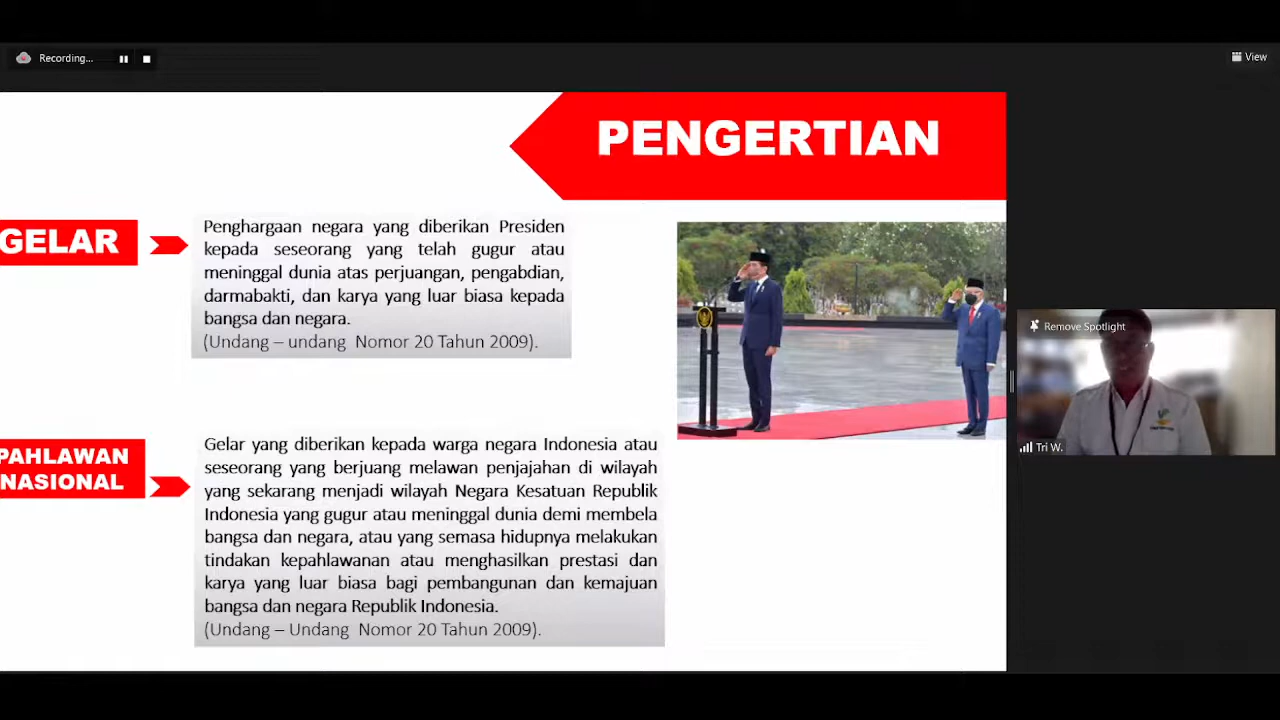 Recording...
View
PENGERTIAN
GELAR
Penghargaan negara yang diberikan Presiden
kepada seseorang yang telah gugur atau
meninggal dunia atas perjuangan, pengabdian,
darmabakti, dan karya yang luar biasa kepada
bangsa dan negara.
(Undang – undang Nomor 20 Tahun 2009).
PAHLAWAN
NASIONAL
Gelar yang diberikan kepada warga negara Indonesia atau
seseorang yang berjuang melawan penjajahan di wilayah
yang sekarang menjadi wilayah Negara Kesatuan Republik
Indonesia yang gugur atau meninggal dunia demi membela
bangsa dan negara, atau yang semasa hidupnya melakukan
tindakan kepahlawanan atau menghasilkan prestasi dan
karya yang luar biasa bagi pembangunan dan kemajuan
bangsa dan negara Republik Indonesia.
(Undang – Undang Nomor 20 Tahun 2009).
Remove Spotlight
Tri W.